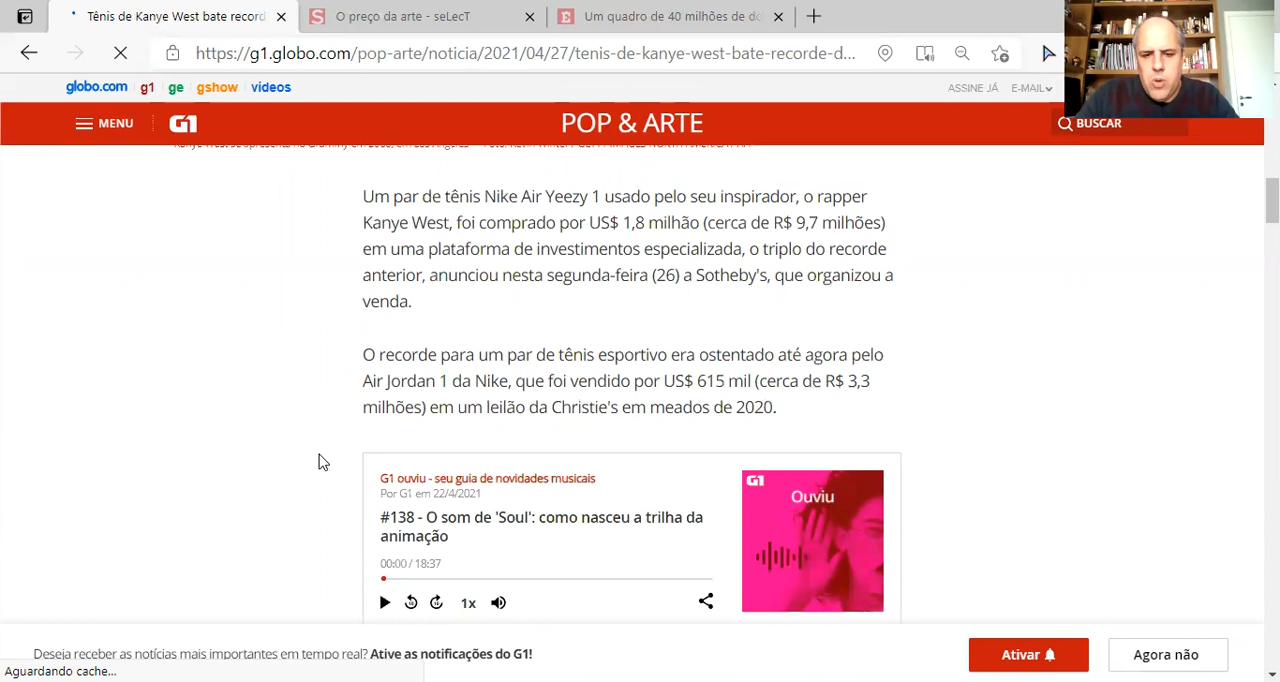 Tênis de Kanye West bate record
O preço da arte - seLecT
Um quadro de 40 milhões de dó
https://g1.globo.com/pop-arte/noticia/2021/04/27/tenis-de-kanye-west-bate-recorde-d...
globo.com g1 ge gshow vídeos ASSINE JÁ E-MAIL
MENU G1 POP & ARTE BUSCAR
Um par de tênis Nike Air Yeezy 1 usado pelo seu inspirador, o rapper
Kanye West, foi comprado por US$ 1,8 milhão (cerca de R$ 9,7 milhões)
em uma plataforma de investimentos especializada, o triplo do recorde
anterior, anunciou nesta segunda-feira (26) a Sotheby's, que organizou a
venda.
O recorde para um par de tênis esportivo era ostentado até agora pelo
Air Jordan 1 da Nike, que foi vendido por US$ 615 mil (cerca de R$ 3,3
milhões) em um leilão da Christie's em meados de 2020.
G1 ouviu - seu guia de novidades musicais
Por G1 em 22/4/2021
#138 - O som de 'Soul': como nasceu a trilha da
animação
00:00 / 18:37
1x
G1
Ouviu
Deseja receber as notícias mais importantes em tempo real? Ative as notificações do G1!
Ativar
Agora não
Aguardando cache...